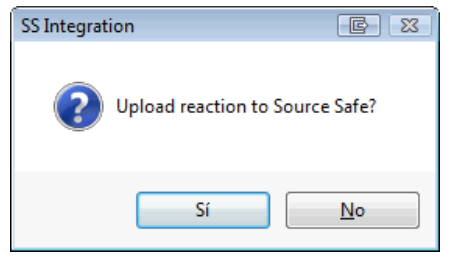 SS Integration
Upload reaction to Source Safe?
Sí
No